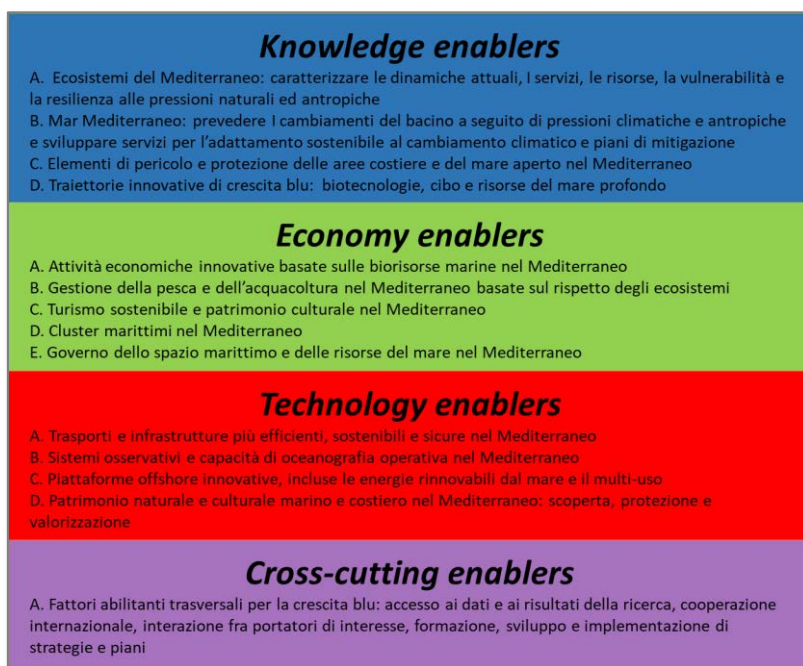 Knowledge enablers
A. Ecosistemi del Mediterraneo: caratterizzare le dinamiche attuali, I servizi, le risorse, la vulnerabilità e
la resilienza alle pressioni naturali ed antropiche
B. Mar Mediterraneo: prevedere I cambiamenti del bacino a seguito di pressioni climatiche e antropiche
e sviluppare servizi per l'adattamento sostenibile al cambiamento climatico e piani di mitigazione
C. Elementi di pericolo e protezione delle aree costiere e del mare aperto nel Mediterraneo
D. Traiettorie innovative di crescita blu: biotecnologie, cibo e risorse del mare profondo
Economy enablers
A. Attività economiche innovative basate sulle biorisorse marine nel Mediterraneo
B. Gestione della pesca e dell'acquacoltura nel Mediterraneo basate sul rispetto degli ecosistemi
C. Turismo sostenibile e patrimonio culturale nel Mediterraneo
D. Cluster marittimi nel Mediterraneo
E. Governo dello spazio marittimo e delle risorse del mare nel Mediterraneo
Technology enablers
A. Trasporti e infrastrutture più efficienti, sostenibili e sicure nel Mediterraneo
B. Sistemi osservativi e capacità di oceanografia operativa nel Mediterraneo
C. Piattaforme offshore innovative, incluse le energie rinnovabili dal mare e il multi-uso
D. Patrimonio naturale e culturale marino e costiero nel Mediterraneo: scoperta, protezione e
valorizzazione
Cross-cutting enablers
A. Fattori abilitanti trasversali per la crescita blu: accesso ai dati e ai risultati della ricerca, cooperazione
internazionale, interazione fra portatori di interesse, formazione, sviluppo e implementazione di
strategie e piani